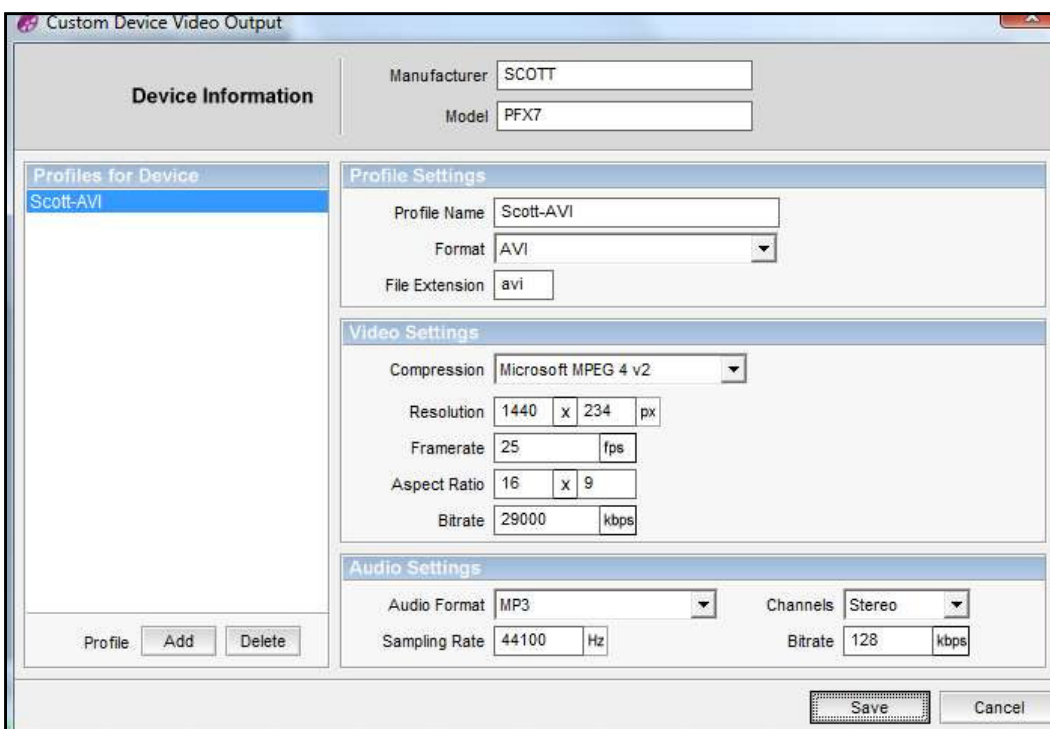 Custom Device Video Output
Device Information
Manufacturer SCOTT
Model PFX7
Profiles for Device
Scott-AVI
Profile Add Delete
Profile Settings
Profile Name Scott-AVI
Format AVI
File Extension avi
Video Settings
Compression Microsoft MPEG 4 v2
Resolution 1440 x 234 px
Framerate 25 fps
Aspect Ratio 16 x 9
Bitrate 29000 kbps
Audio Settings
Audio Format MP3 Channels Stereo
Sampling Rate 44100 Hz Bitrate 128 kbps
Save Cancel